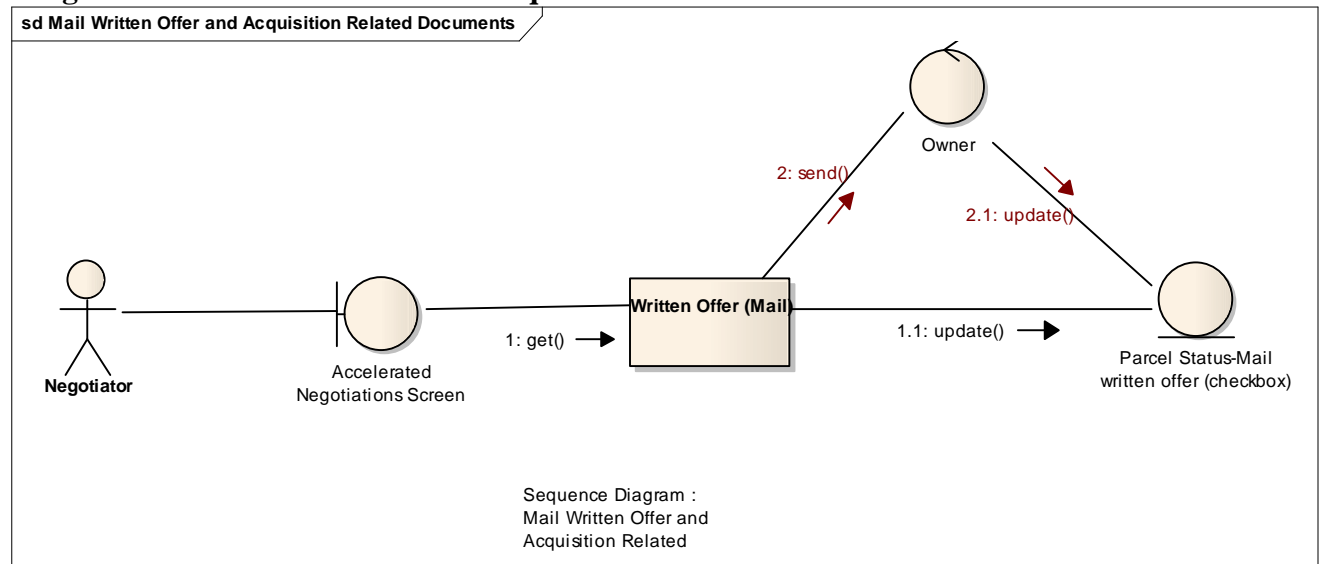 sd Mail Written Offer and Acquisition Related Documents
Owner
2: send()
2.1: update()
Written Offer (Mail)
1: get()
1.1: update()
Negotiator
Accelerated
Negotiations Screen
Parcel Status-Mail
written offer (checkbox)
Sequence Diagram :
Mail Written Offer and
Acquisition Related